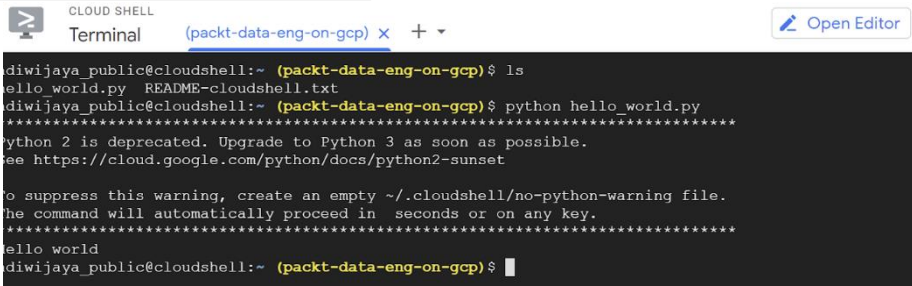 CLOUD SHELL
Terminal (packt-data-eng-on-gcp) × + Open Editor
diwijaya_public@cloudshell:~ (packt-data-eng-on-gcp)$ ls
hello_world.py README-cloudshell.txt
diwijaya_public@cloudshell:~ (packt-data-eng-on-gcp)$ python hello_world.py
********************************************************************************
Python 2 is deprecated. Upgrade to Python 3 as soon as possible.
See https://cloud.google.com/python/docs/python2-sunset
To suppress this warning, create an empty ~/.cloudshell/no-python-warning file.
The command will automatically proceed in  seconds or on any key.
********************************************************************************
Hello world
diwijaya_public@cloudshell:~ (packt-data-eng-on-gcp)$